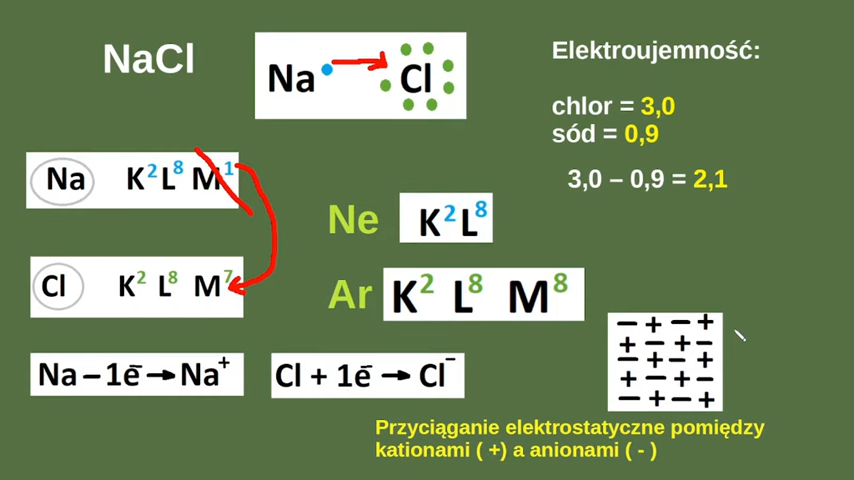 NaCl
Na Cl
Elektroujemność:
chlor = 3,0
sód = 0,9
3,0 – 0,9 = 2,1
Na K² L⁸ M¹
Ne K² L⁸
Cl K² L⁸ M⁷
Ar K² L⁸ M⁸
Na – 1e⁻ → Na⁺
Cl + 1e⁻ → Cl⁻
– + – +
+ – + –
– + – +
+ – + –
– + – +
Przyciąganie elektrostatyczne pomiędzy
kationami ( +) a anionami ( - )